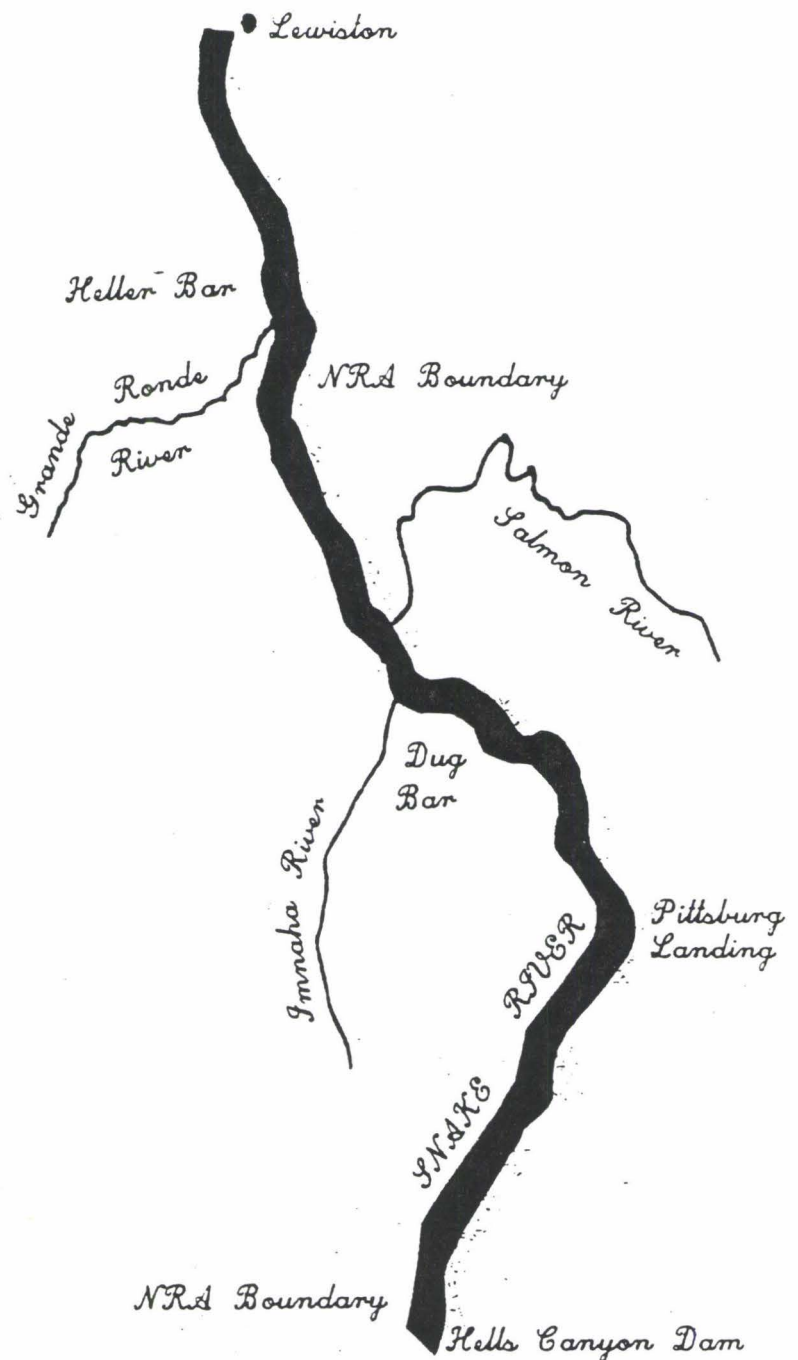 Lewiston
Heller Bar
NRA Boundary
Grande Ronde
River
Salmon River
Dug
Bar
Imnaha River
Pittsburg
Landing
SNAKE RIVER
NRA Boundary
Hells Canyon Dam